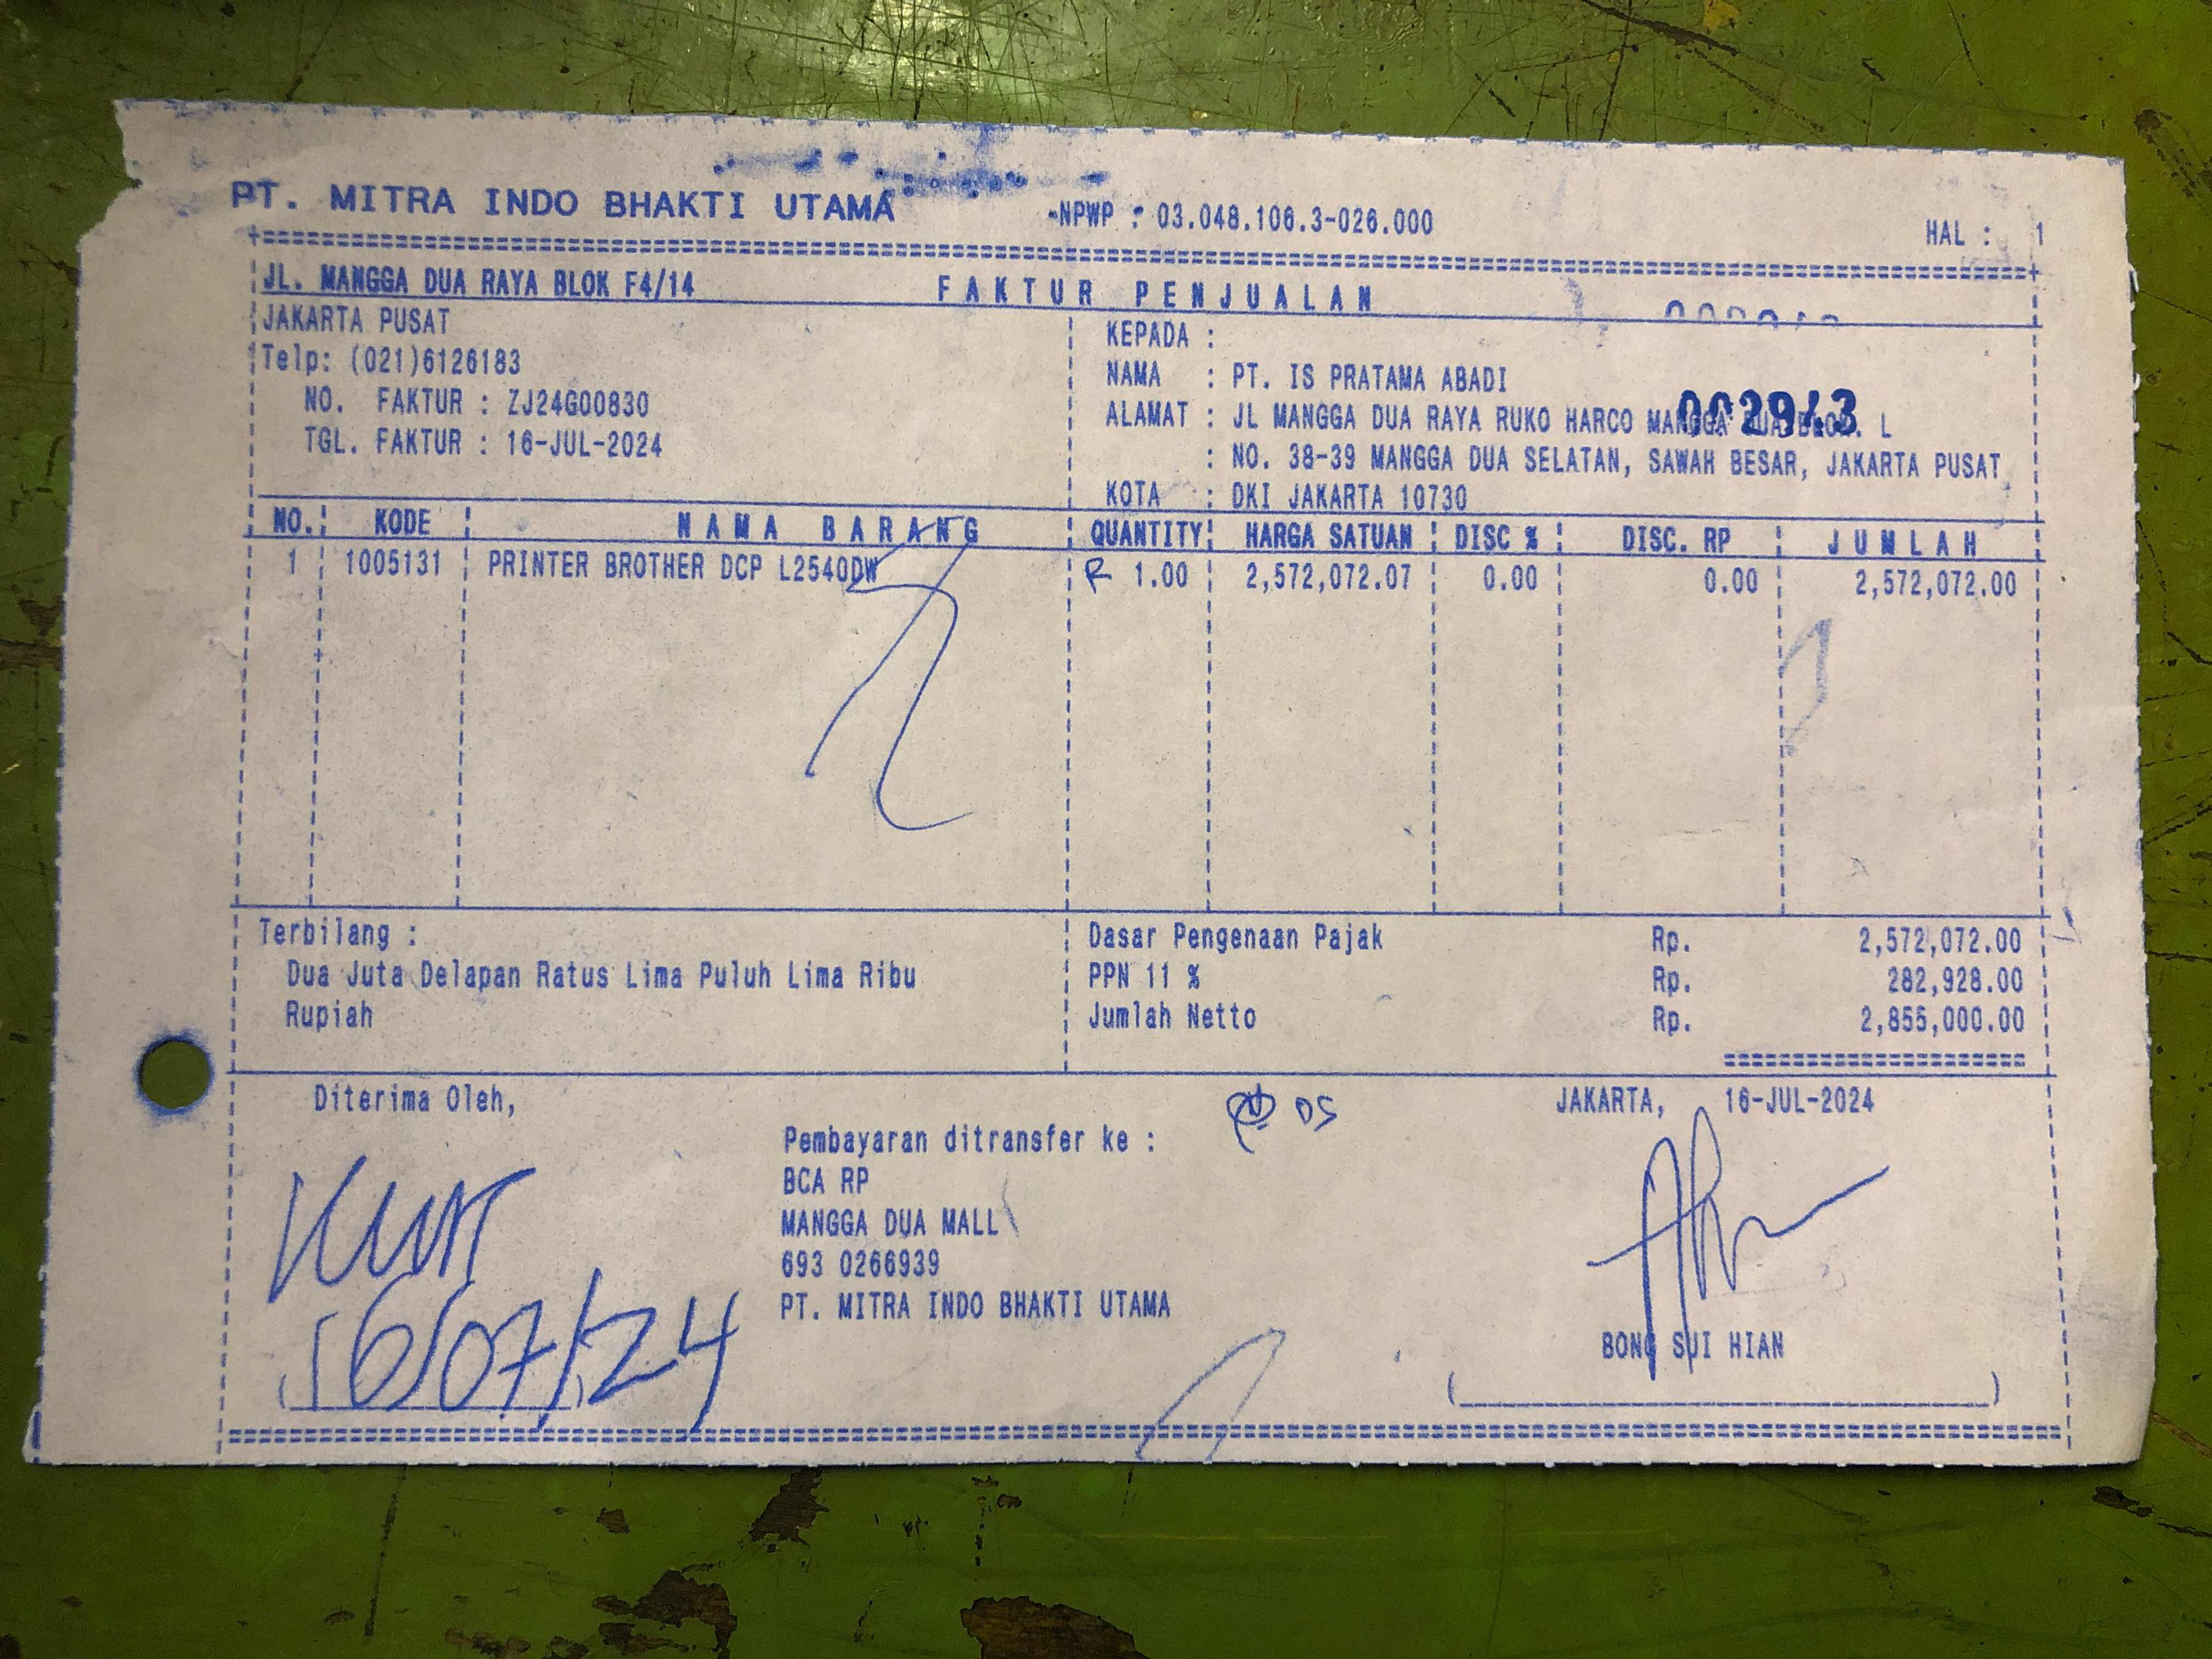 PT. MITRA INDO BHAKTI UTAMA NPWP : 03.048.106.3-026.000 HAL : 1
JL. MANGGA DUA RAYA BLOK F4/14 FAKTUR PENJUALAN
JAKARTA PUSAT
Telp: (021)6126183
NO. FAKTUR : ZJ24G00830
TGL. FAKTUR : 16-JUL-2024
KEPADA :
NAMA : PT. IS PRATAMA ABADI
002943
ALAMAT : JL MANGGA DUA RAYA RUKO HARCO MANGGA DUA BLOK. L
: NO. 38-39 MANGGA DUA SELATAN, SAWAH BESAR, JAKARTA PUSAT
KOTA : DKI JAKARTA 10730
NO. KODE NAMA BARANG QUANTITY HARGA SATUAN DISC % DISC. RP JUMLAH
1 1005131 PRINTER BROTHER DCP L2540DW 1.00 2,572,072.07 0.00 0.00 2,572,072.00
Terbilang :
Dua Juta Delapan Ratus Lima Puluh Lima Ribu
Rupiah
Dasar Pengenaan Pajak Rp. 2,572,072.00
PPN 11 % Rp. 282,928.00
Jumlah Netto Rp. 2,855,000.00
Diterima Oleh,
16/07/24
Pembayaran ditransfer ke :
BCA RP
MANGGA DUA MALL
693 0266939
PT. MITRA INDO BHAKTI UTAMA
JAKARTA, 16-JUL-2024
BONG SJI HIAN